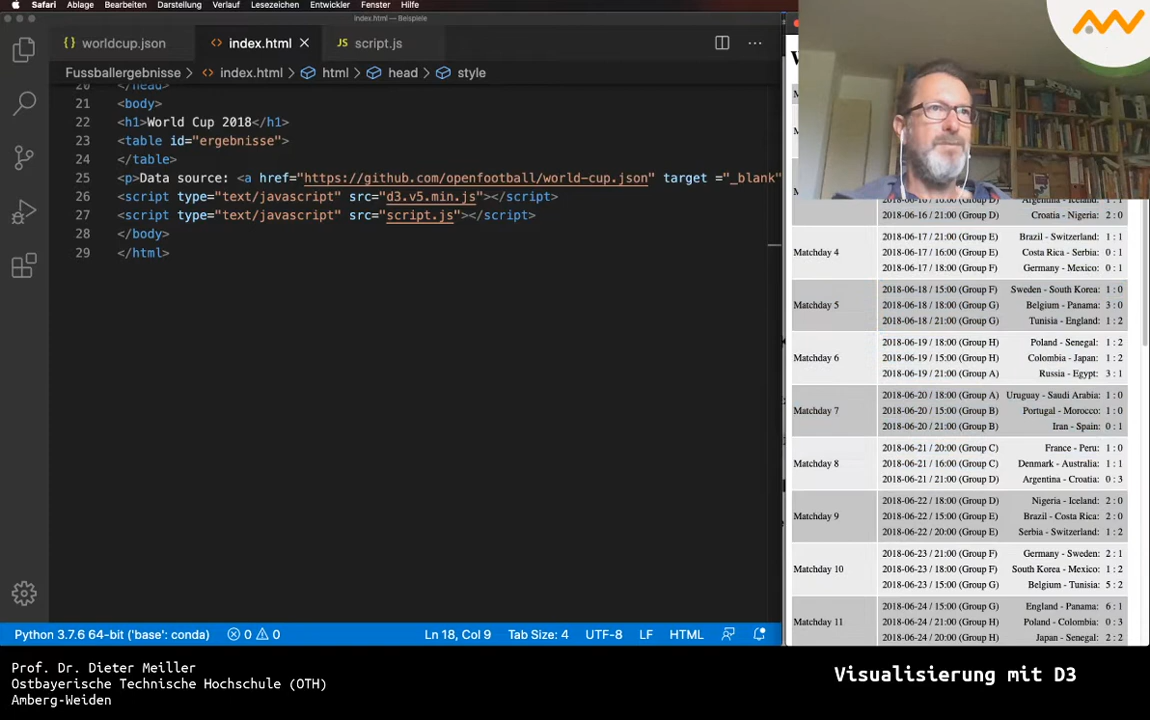 Safari Ablage Bearbeiten Darstellung Verlauf Lesezeichen Entwickler Fenster Hilfe
index.html — Beispiele
{} worldcup.json
<> index.html ×
JS script.js
Fussballergebnisse > <> index.html > html > head > style
20 </head>
21 <body>
22 <h1>World Cup 2018</h1>
23 <table id="ergebnisse">
24 </table>
25 <p>Data source: <a href="https://github.com/openfootball/world-cup.json" target ="_blank"
26 <script type="text/javascript" src="d3.v5.min.js"></script>
27 <script type="text/javascript" src="script.js"></script>
28 </body>
29 </html>
2018-06-16 / 21:00 (Group D) Croatia - Nigeria: 2 : 0
Matchday 4
2018-06-17 / 21:00 (Group E) Brazil - Switzerland: 1 : 1
2018-06-17 / 16:00 (Group E) Costa Rica - Serbia: 0 : 1
2018-06-17 / 18:00 (Group F) Germany - Mexico: 0 : 1
Matchday 5
2018-06-18 / 15:00 (Group F) Sweden - South Korea: 1 : 0
2018-06-18 / 18:00 (Group G) Belgium - Panama: 3 : 0
2018-06-18 / 21:00 (Group G) Tunisia - England: 1 : 2
Matchday 6
2018-06-19 / 18:00 (Group H) Poland - Senegal: 1 : 2
2018-06-19 / 15:00 (Group H) Colombia - Japan: 1 : 2
2018-06-19 / 21:00 (Group A) Russia - Egypt: 3 : 1
Matchday 7
2018-06-20 / 18:00 (Group A) Uruguay - Saudi Arabia: 1 : 0
2018-06-20 / 15:00 (Group B) Portugal - Morocco: 1 : 0
2018-06-20 / 21:00 (Group B) Iran - Spain: 0 : 1
Matchday 8
2018-06-21 / 20:00 (Group C) France - Peru: 1 : 0
2018-06-21 / 16:00 (Group C) Denmark - Australia: 1 : 1
2018-06-21 / 21:00 (Group D) Argentina - Croatia: 0 : 3
Matchday 9
2018-06-22 / 18:00 (Group D) Nigeria - Iceland: 2 : 0
2018-06-22 / 15:00 (Group E) Brazil - Costa Rica: 2 : 0
2018-06-22 / 20:00 (Group E) Serbia - Switzerland: 1 : 2
Matchday 10
2018-06-23 / 21:00 (Group F) Germany - Sweden: 2 : 1
2018-06-23 / 18:00 (Group F) South Korea - Mexico: 1 : 2
2018-06-23 / 15:00 (Group G) Belgium - Tunisia: 5 : 2
Matchday 11
2018-06-24 / 15:00 (Group G) England - Panama: 6 : 1
2018-06-24 / 21:00 (Group H) Poland - Colombia: 0 : 3
2018-06-24 / 20:00 (Group H) Japan - Senegal: 2 : 2
Python 3.7.6 64-bit ('base': conda) 0 0 Ln 18, Col 9 Tab Size: 4 UTF-8 LF HTML
Prof. Dr. Dieter Meiller
Ostbayerische Technische Hochschule (OTH)
Amberg-Weiden
Visualisierung mit D3